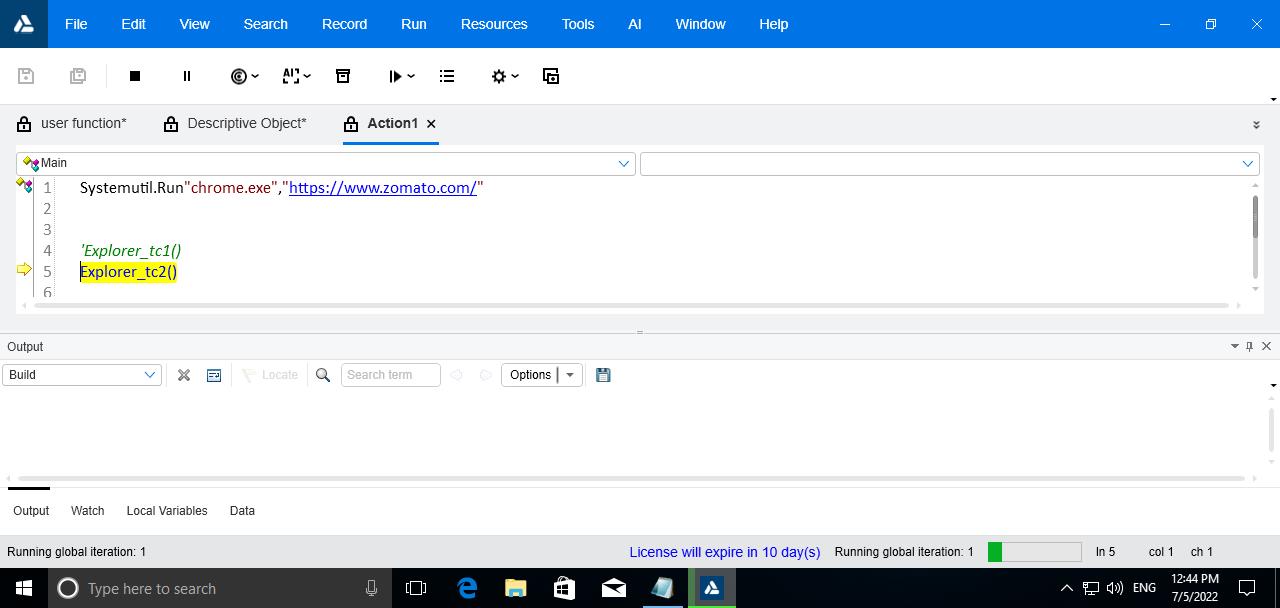 File Edit View Search Record Run Resources Tools AI Window Help
user function* Descriptive Object* Action1
Main
1 Systemutil.Run"chrome.exe","https://www.zomato.com/"
2
3
4 'Explorer_tc1()
5 Explorer_tc2()
6
Output
Build Locate Search term Options
Output Watch Local Variables Data
Running global iteration: 1 License will expire in 10 day(s) Running global iteration: 1 ln 5 col 1 ch 1
Type here to search ENG 12:44 PM
7/5/2022